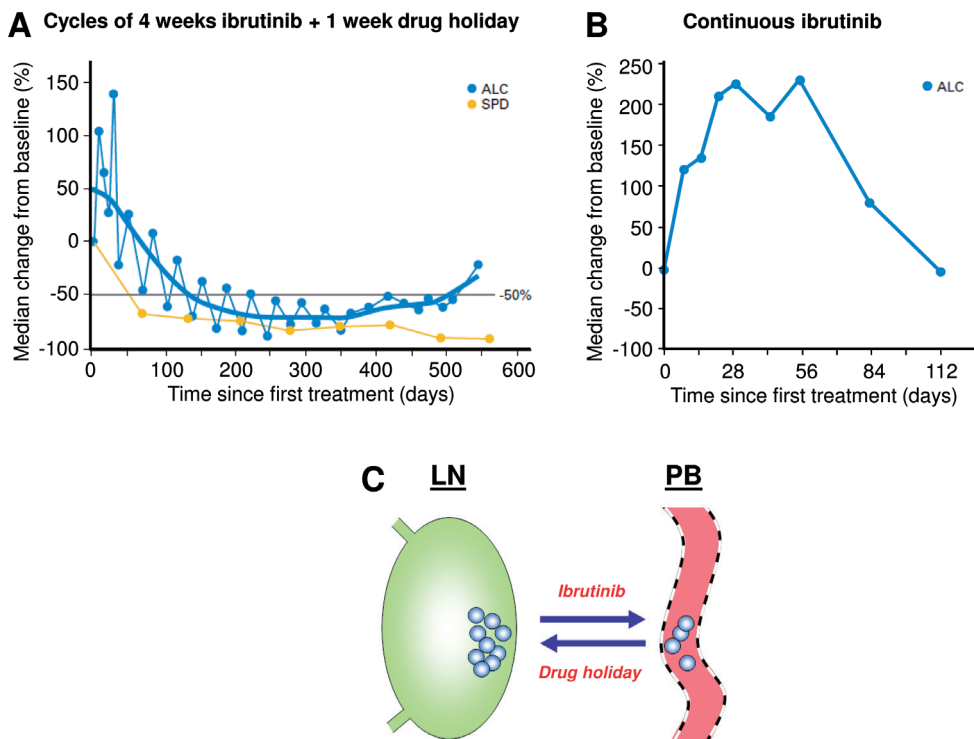 A Cycles of 4 weeks ibrutinib + 1 week drug holiday
Median change from baseline (%)
150
100
50
0
-50
-100
ALC
SPD
-50%
0 100 200 300 400 500 600
Time since first treatment (days)
B Continuous ibrutinib
Median change from baseline (%)
250
200
150
100
50
0
-50
-100
ALC
0 28 56 84 112
Time since first treatment (days)
C LN PB
Ibrutinib
Drug holiday